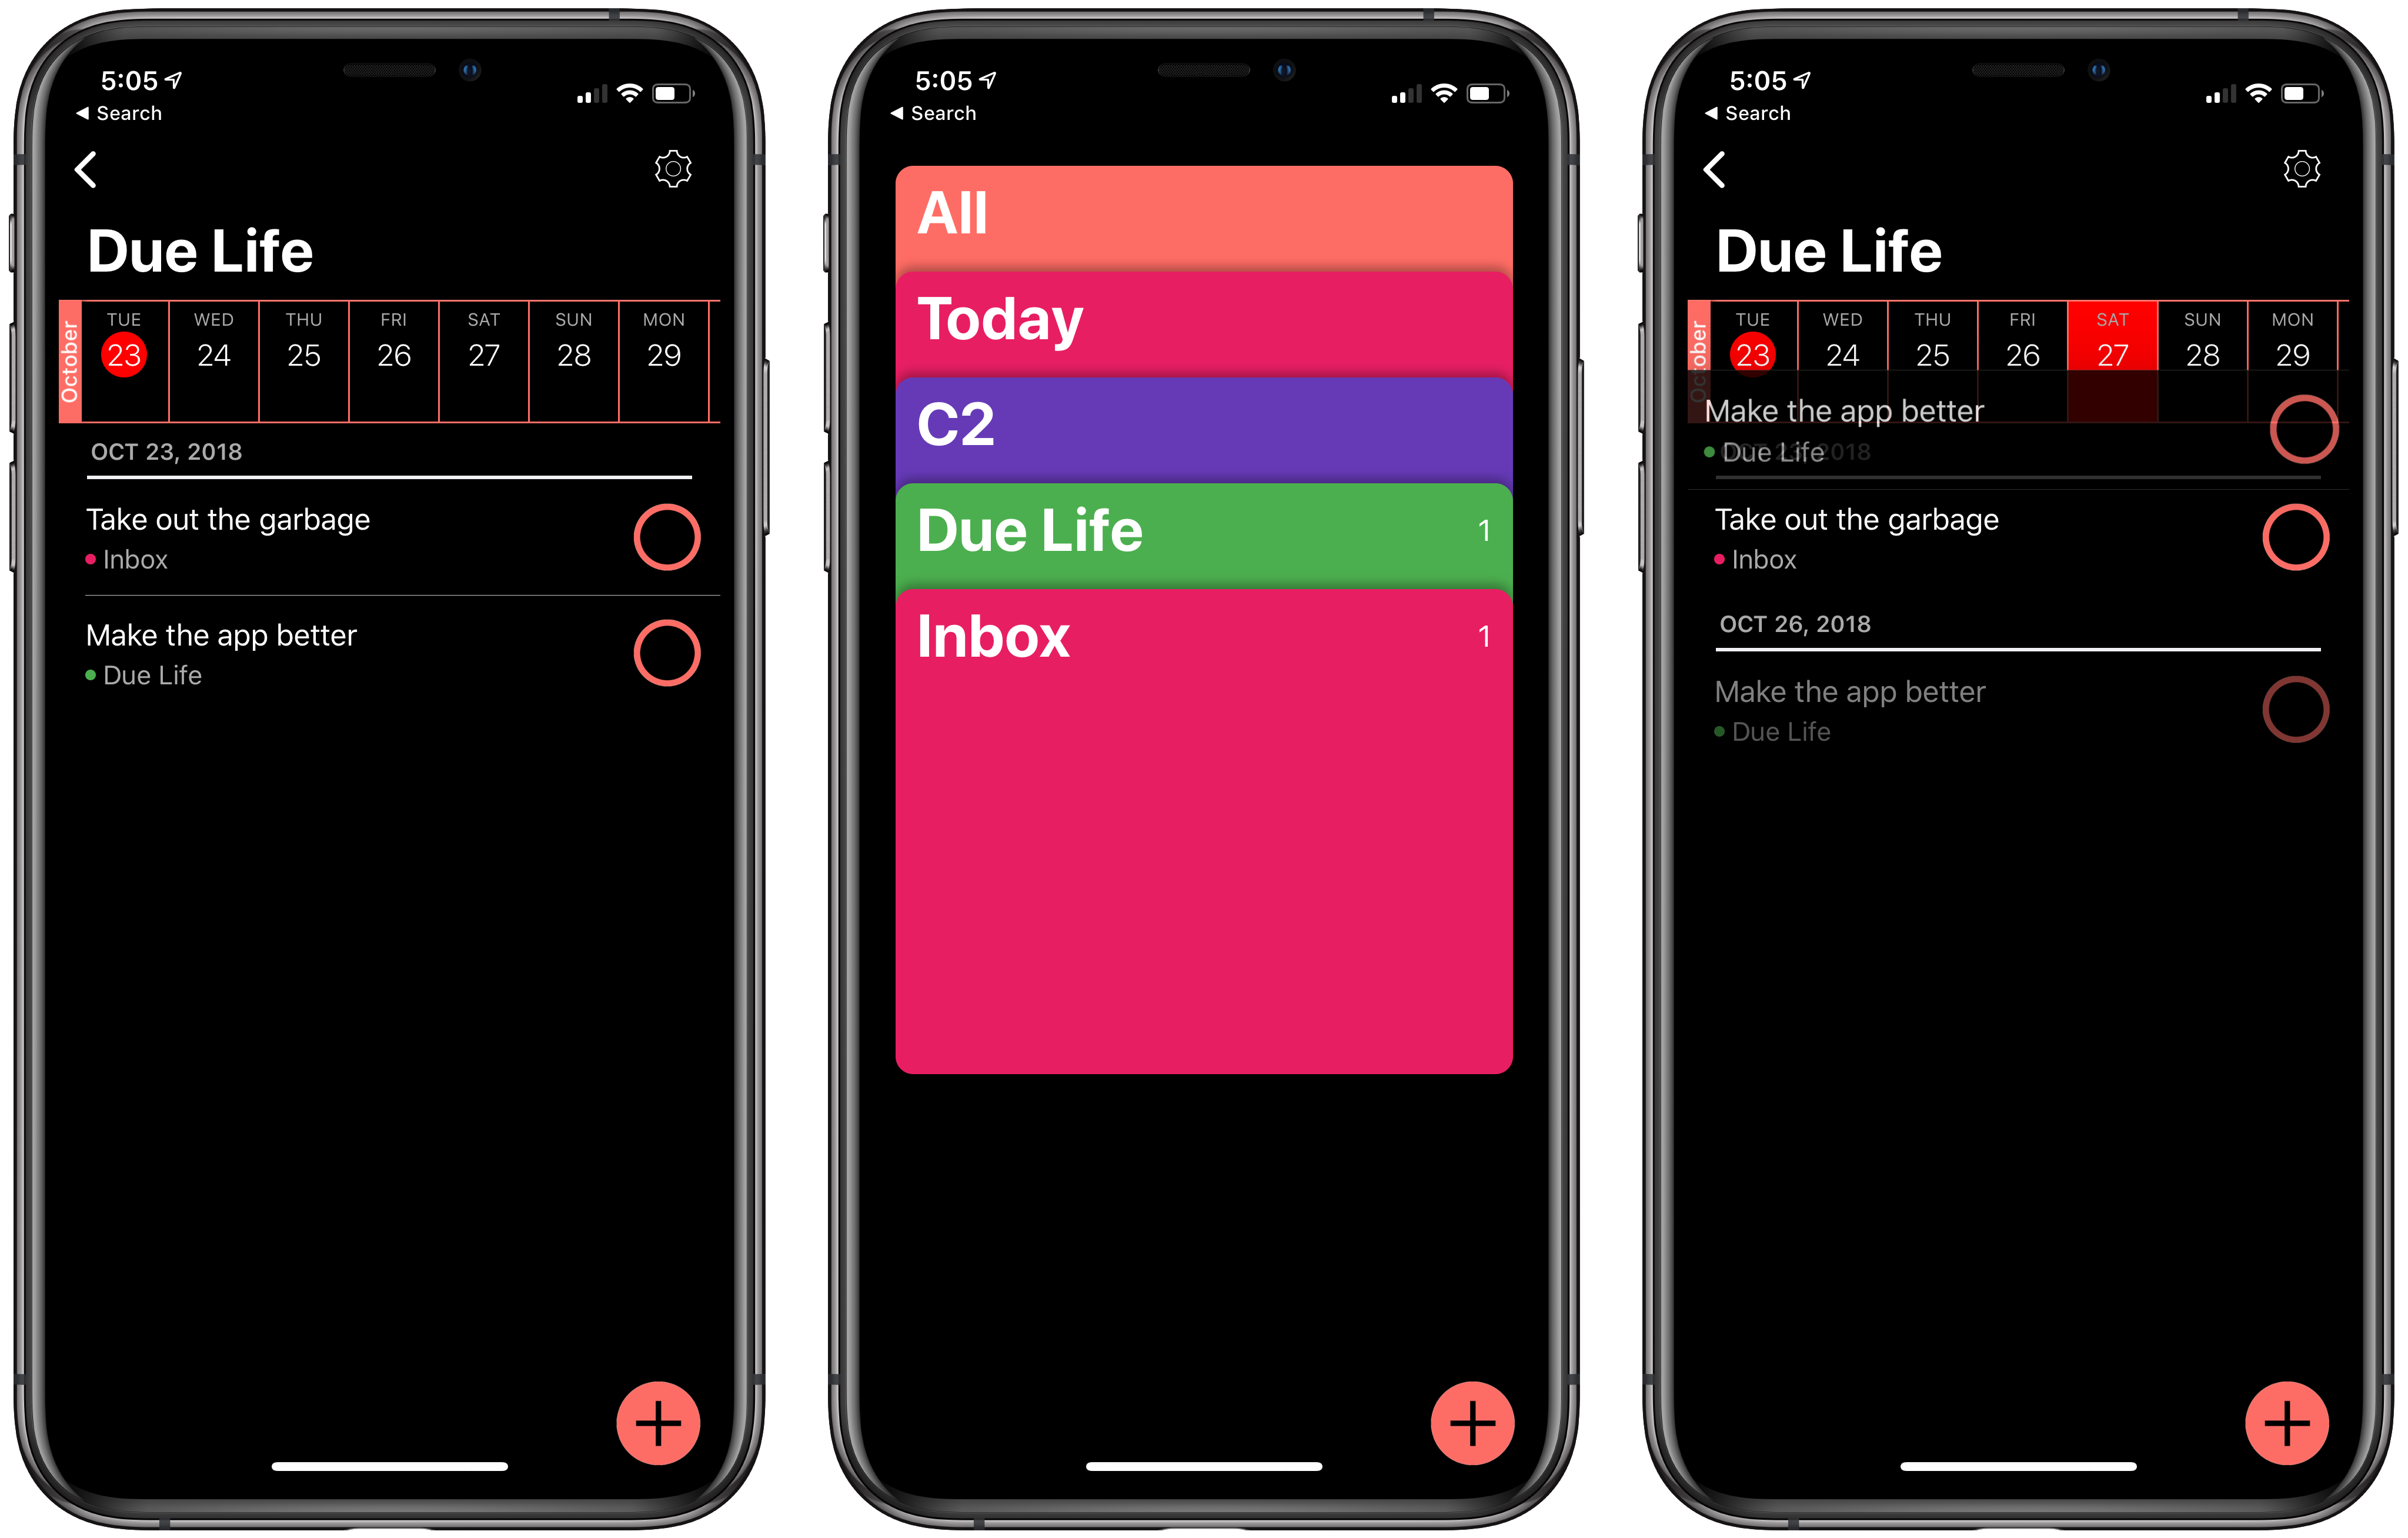 5:05
◀ Search
Due Life
October
TUE WED THU FRI SAT SUN MON
23 24 25 26 27 28 29
OCT 23, 2018
Take out the garbage
Inbox
Make the app better
Due Life
5:05
◀ Search
All
Today
C2
Due Life 1
Inbox 1
5:05
◀ Search
Due Life
October
TUE WED THU FRI SAT SUN MON
23 24 25 26 27 28 29
Make the app better
Due Life
OCT 23, 2018
Take out the garbage
Inbox
OCT 26, 2018
Make the app better
Due Life